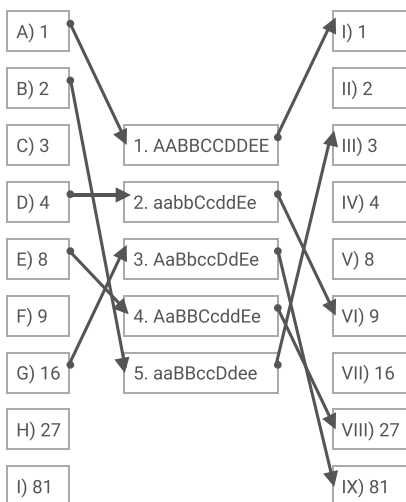 A) 1
B) 2
C) 3
D) 4
E) 8
F) 9
G) 16
H) 27
I) 81
1. AABBCCDDEE
2. aabbCcddEe
3. AaBbccDdEe
4. AaBBCcddEe
5. aaBBccDdee
I) 1
II) 2
III) 3
IV) 4
V) 8
VI) 9
VII) 16
VIII) 27
IX) 81